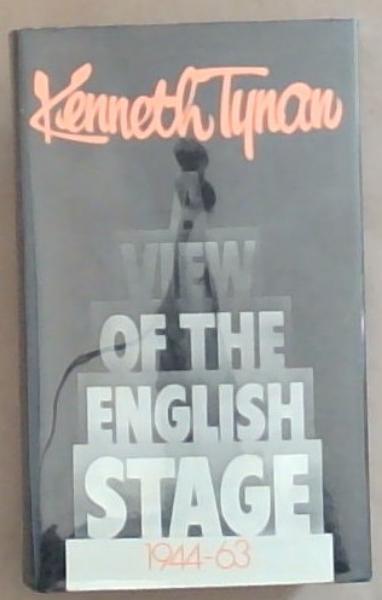 Kenneth Tynan
A
VIEW
OF THE
ENGLISH
STAGE
1944-63